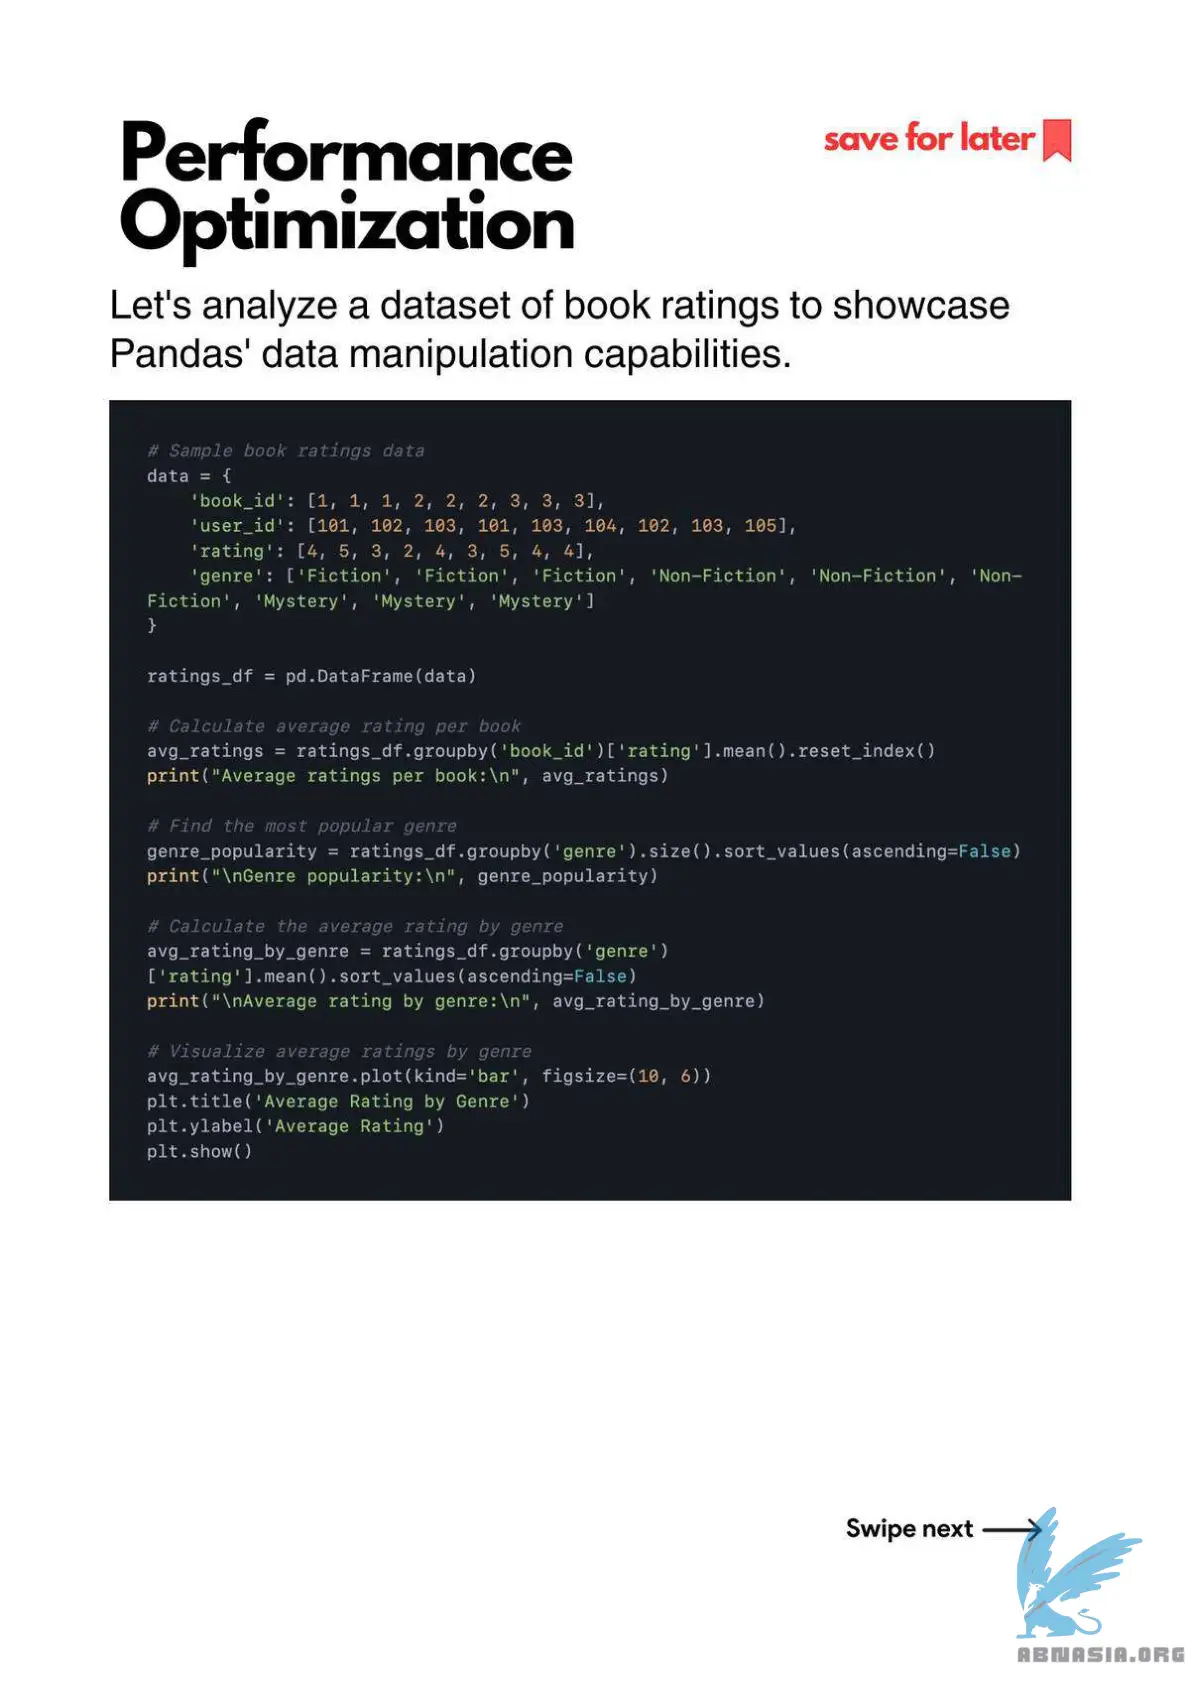 Performance
Optimization
save for later
Let's analyze a dataset of book ratings to showcase
Pandas' data manipulation capabilities.
# Sample book ratings data
data = {
    'book_id': [1, 1, 1, 2, 2, 2, 3, 3, 3],
    'user_id': [101, 102, 103, 101, 103, 104, 102, 103, 105],
    'rating': [4, 5, 3, 2, 4, 3, 5, 4, 4],
    'genre': ['Fiction', 'Fiction', 'Fiction', 'Non-Fiction', 'Non-Fiction', 'Non-
Fiction', 'Mystery', 'Mystery', 'Mystery']
}
ratings_df = pd.DataFrame(data)
# Calculate average rating per book
avg_ratings = ratings_df.groupby('book_id')['rating'].mean().reset_index()
print("Average ratings per book:\n", avg_ratings)
# Find the most popular genre
genre_popularity = ratings_df.groupby('genre').size().sort_values(ascending=False)
print("\nGenre popularity:\n", genre_popularity)
# Calculate the average rating by genre
avg_rating_by_genre = ratings_df.groupby('genre')
['rating'].mean().sort_values(ascending=False)
print("\nAverage rating by genre:\n", avg_rating_by_genre)
# Visualize average ratings by genre
avg_rating_by_genre.plot(kind='bar', figsize=(10, 6))
plt.title('Average Rating by Genre')
plt.ylabel('Average Rating')
plt.show()
Swipe next
ABNASIA.ORG